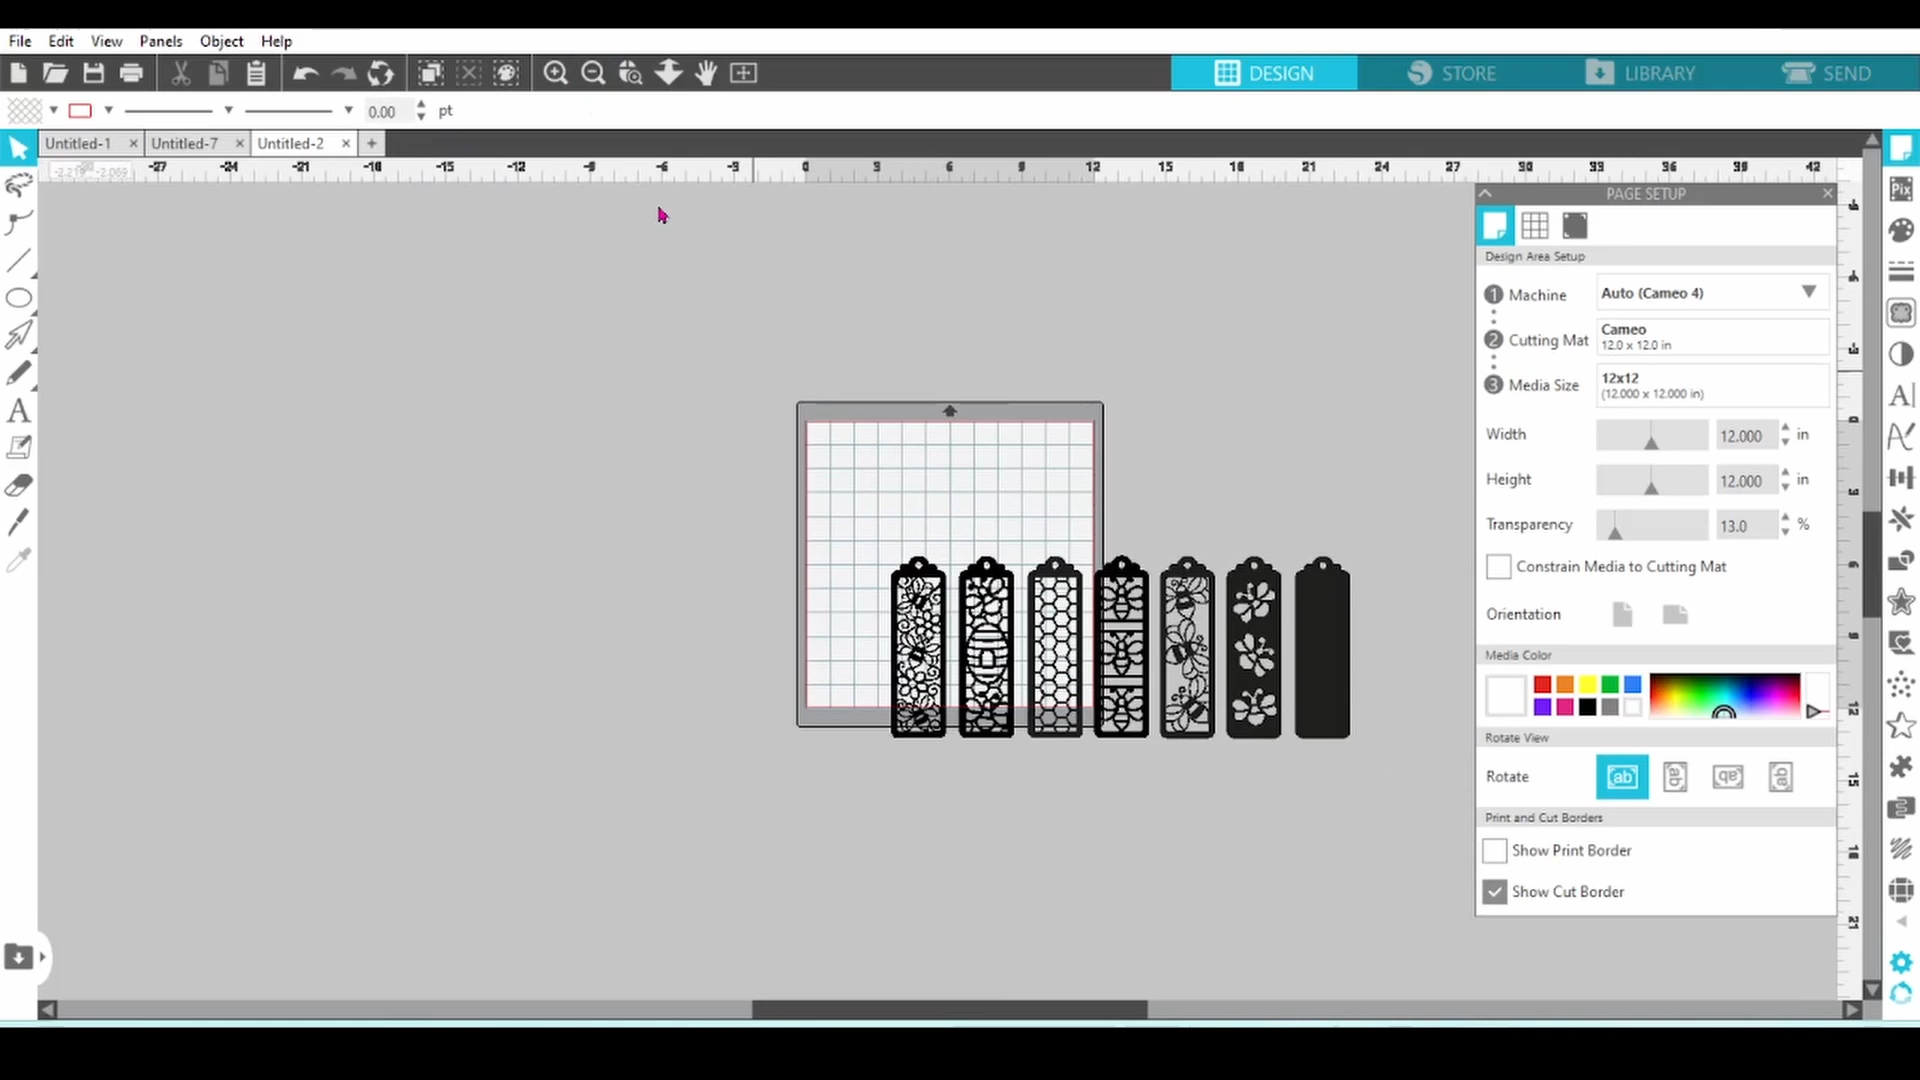 File Edit View Panels Object Help
DESIGN STORE LIBRARY SEND
0.00 pt
Untitled-1 Untitled-7 Untitled-2
-27 -24 -21 -18 -15 -12 -9 -6 -3 0 3 6 9 12 15 18 21 24 27 30 33 36 39 42
PAGE SETUP
Pix
Design Area Setup
1 Machine Auto (Cameo 4)
2 Cutting Mat Cameo
12.0 x 12.0 in
3 Media Size 12x12
(12.000 x 12.000 in)
Width 12.000 in
Height 12.000 in
Transparency 13.0 %
Constrain Media to Cutting Mat
Orientation
Media Color
Rotate View
Rotate ab ab ab ab
Print and Cut Borders
Show Print Border
Show Cut Border